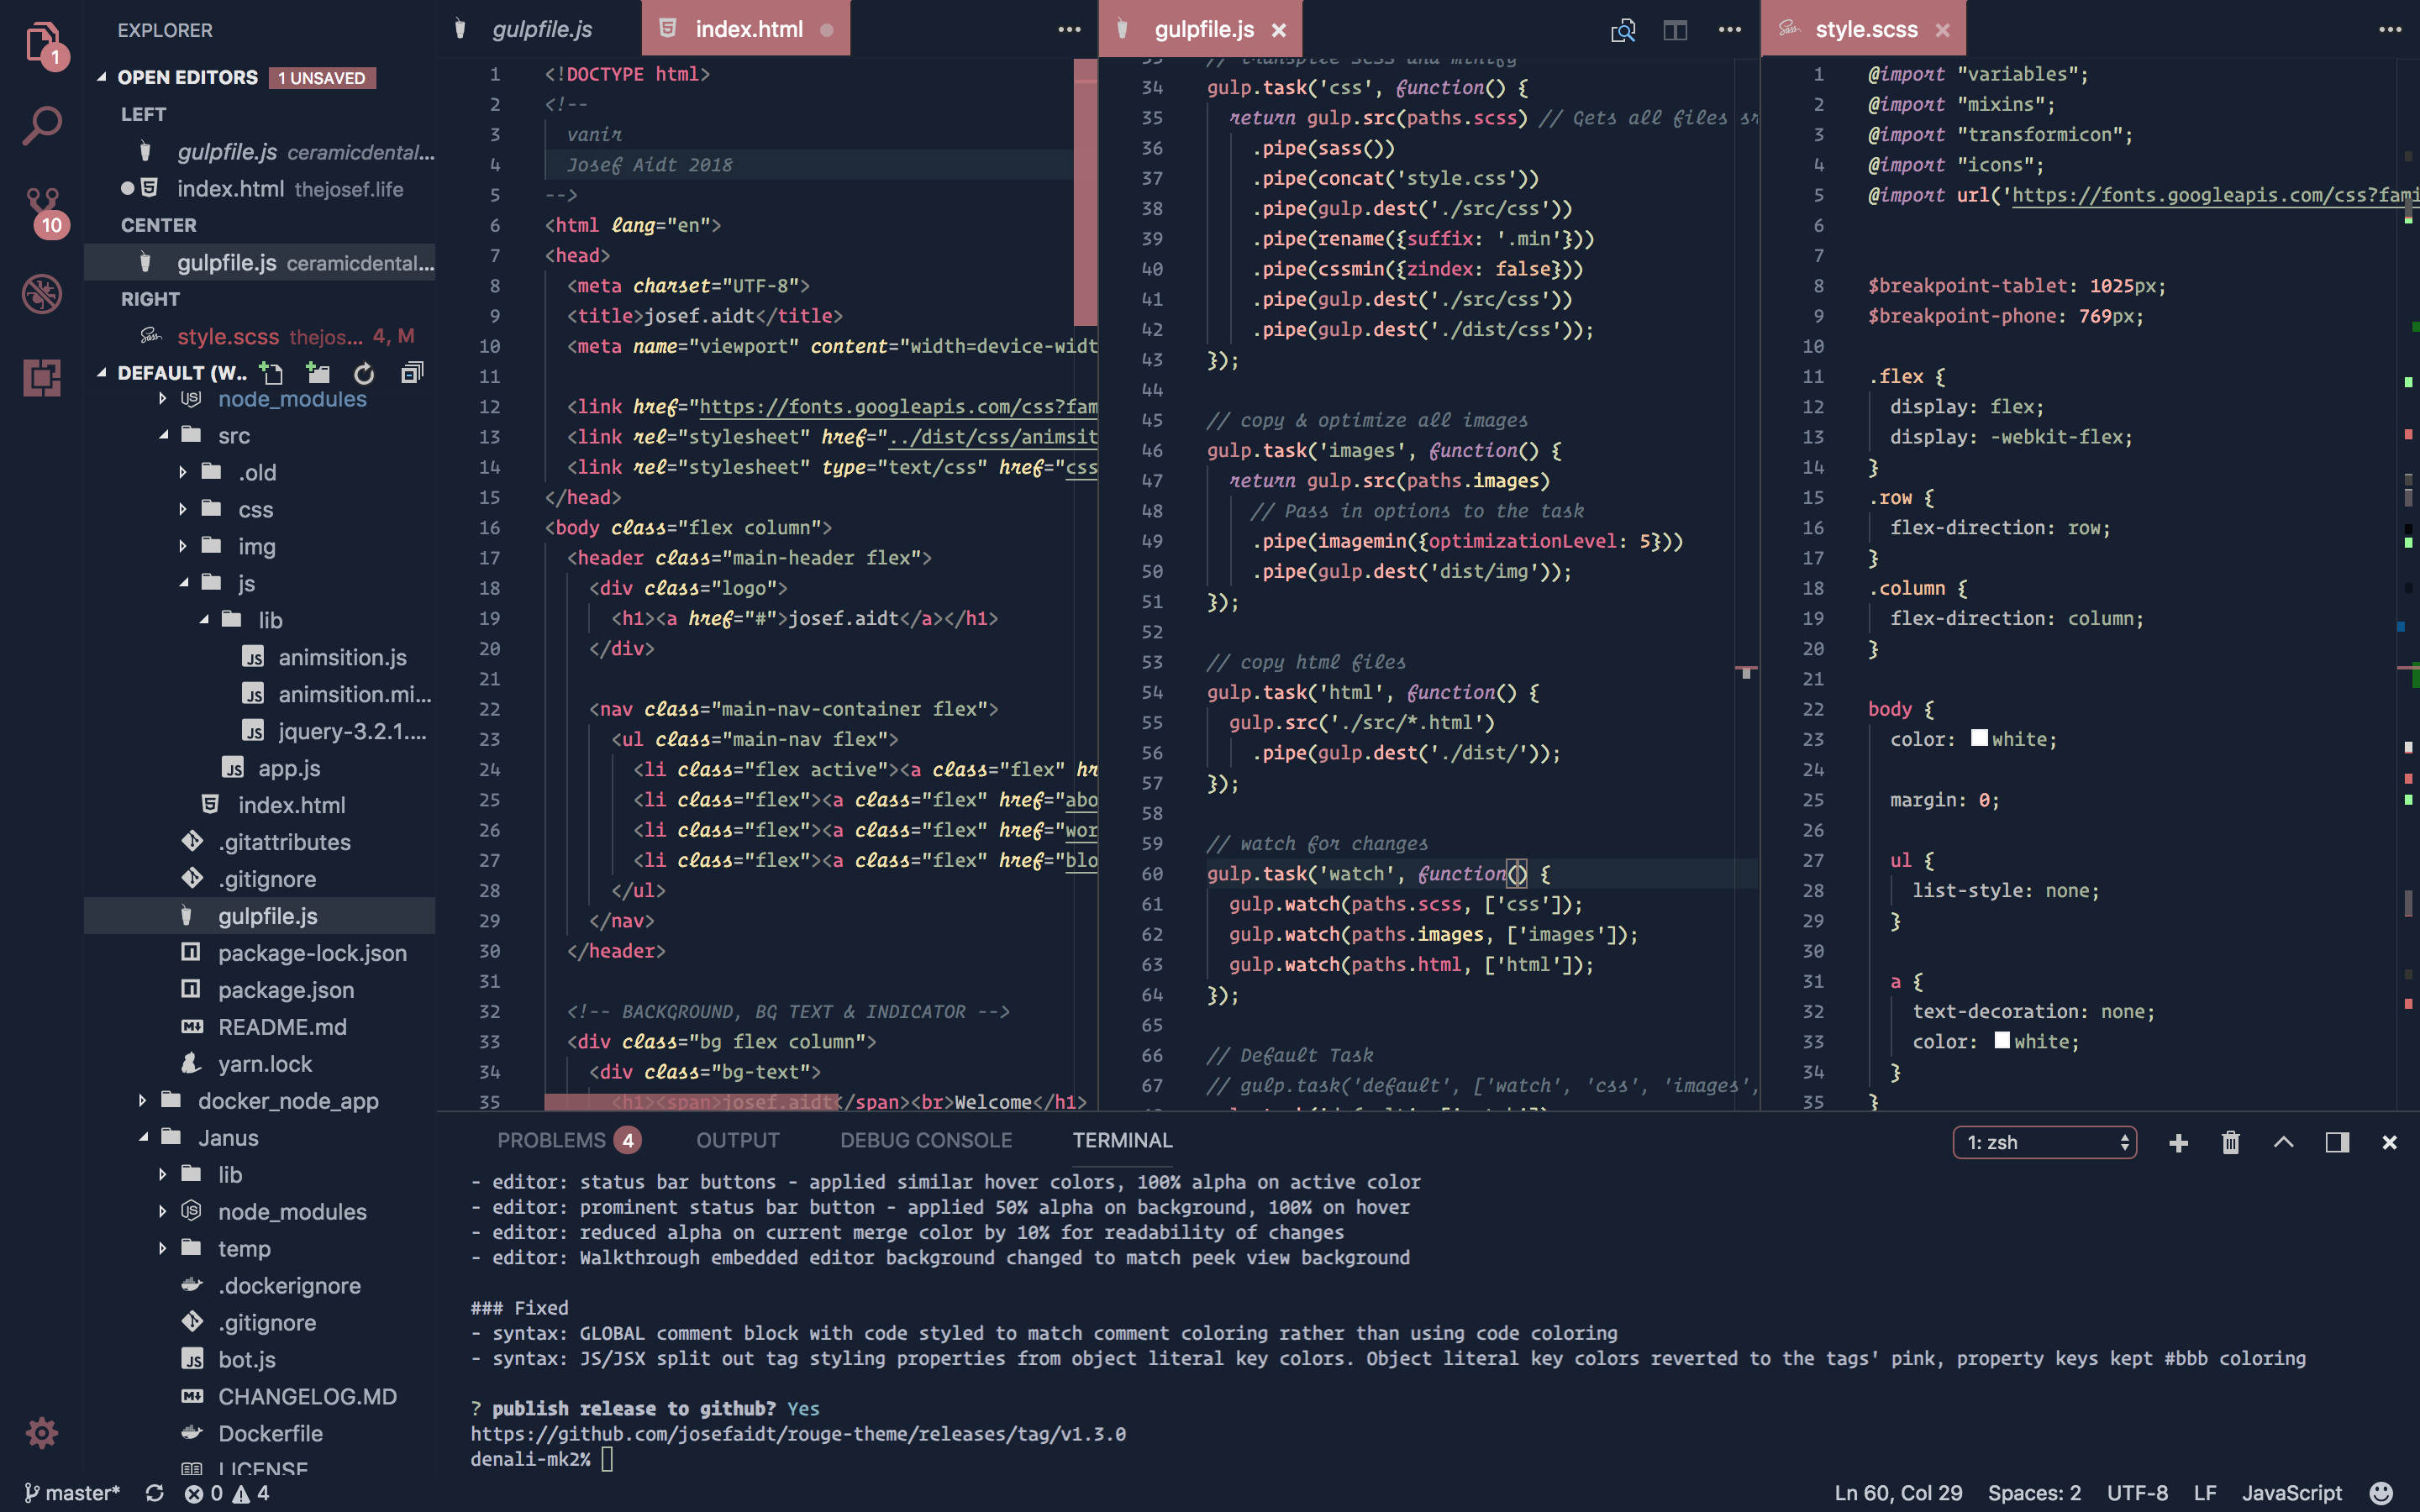 EXPLORER
1
10
OPEN EDITORS 1 UNSAVED
LEFT
gulpfile.js ceramicdental...
index.html thejosef.life
CENTER
gulpfile.js ceramicdental...
RIGHT
style.scss thejos... 4, M
DEFAULT (W...
node_modules
src
.old
css
img
js
lib
animsition.js
animsition.mi...
jquery-3.2.1....
app.js
index.html
.gitattributes
.gitignore
gulpfile.js
package-lock.json
package.json
README.md
yarn.lock
docker_node_app
Janus
lib
node_modules
temp
.dockerignore
.gitignore
bot.js
CHANGELOG.MD
Dockerfile
LICENSE
gulpfile.js index.html
1 <!DOCTYPE html>
2 <!--
3 vanir
4 Josef Aidt 2018
5 -->
6 <html lang="en">
7 <head>
8 <meta charset="UTF-8">
9 <title>josef.aidt</title>
10 <meta name="viewport" content="width=device-widt
11
12 <link href="https://fonts.googleapis.com/css?fam
13 <link rel="stylesheet" href="../dist/css/animsit
14 <link rel="stylesheet" type="text/css" href="css
15 </head>
16 <body class="flex column">
17 <header class="main-header flex">
18 <div class="logo">
19 <h1><a href="#">josef.aidt</a></h1>
20 </div>
21
22 <nav class="main-nav-container flex">
23 <ul class="main-nav flex">
24 <li class="flex active"><a class="flex" hr
25 <li class="flex"><a class="flex" href="abo
26 <li class="flex"><a class="flex" href="wor
27 <li class="flex"><a class="flex" href="blo
28 </ul>
29 </nav>
30 </header>
31
32 <!-- BACKGROUND, BG TEXT & INDICATOR -->
33 <div class="bg flex column">
34 <div class="bg-text">
35 <h1><span>josef.aidt</span><br>Welcome</h1>
gulpfile.js
33 // transpile scss and minify
34 gulp.task('css', function() {
35 return gulp.src(paths.scss) // Gets all files sr
36 .pipe(sass())
37 .pipe(concat('style.css'))
38 .pipe(gulp.dest('./src/css'))
39 .pipe(rename({suffix: '.min'}))
40 .pipe(cssmin({zindex: false}))
41 .pipe(gulp.dest('./src/css'))
42 .pipe(gulp.dest('./dist/css'));
43 });
44
45 // copy & optimize all images
46 gulp.task('images', function() {
47 return gulp.src(paths.images)
48 // Pass in options to the task
49 .pipe(imagemin({optimizationLevel: 5}))
50 .pipe(gulp.dest('dist/img'));
51 });
52
53 // copy html files
54 gulp.task('html', function() {
55 gulp.src('./src/*.html')
56 .pipe(gulp.dest('./dist/'));
57 });
58
59 // watch for changes
60 gulp.task('watch', function() {
61 gulp.watch(paths.scss, ['css']);
62 gulp.watch(paths.images, ['images']);
63 gulp.watch(paths.html, ['html']);
64 });
65
66 // Default Task
67 // gulp.task('default', ['watch', 'css', 'images',
style.scss
1 @import "variables";
2 @import "mixins";
3 @import "transformicon";
4 @import "icons";
5 @import url('https://fonts.googleapis.com/css?fami
6
7
8 $breakpoint-tablet: 1025px;
9 $breakpoint-phone: 769px;
10
11 .flex {
12 display: flex;
13 display: -webkit-flex;
14 }
15 .row {
16 flex-direction: row;
17 }
18 .column {
19 flex-direction: column;
20 }
21
22 body {
23 color: white;
24
25 margin: 0;
26
27 ul {
28 list-style: none;
29 }
30
31 a {
32 text-decoration: none;
33 color: white;
34 }
35 }
PROBLEMS 4 OUTPUT DEBUG CONSOLE TERMINAL 1: zsh
- editor: status bar buttons - applied similar hover colors, 100% alpha on active color
- editor: prominent status bar button - applied 50% alpha on background, 100% on hover
- editor: reduced alpha on current merge color by 10% for readability of changes
- editor: Walkthrough embedded editor background changed to match peek view background
### Fixed
- syntax: GLOBAL comment block with code styled to match comment coloring rather than using code coloring
- syntax: JS/JSX split out tag styling properties from object literal key colors. Object literal key colors reverted to the tags' pink, property keys kept #bbb coloring
? publish release to github? Yes
https://github.com/josefaidt/rouge-theme/releases/tag/v1.3.0
denali-mk2%
master* 0 4 Ln 60, Col 29 Spaces: 2 UTF-8 LF JavaScript